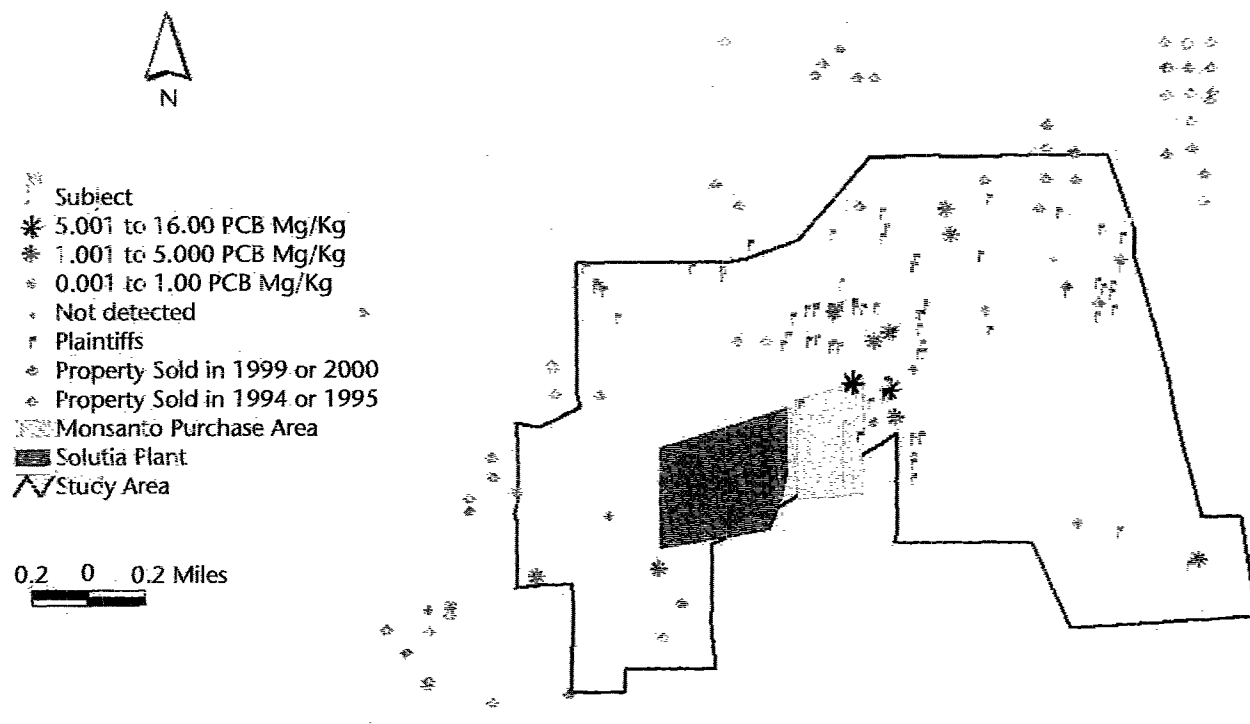 N
Subject
5.001 to 16.00 PCB Mg/Kg
1.001 to 5.000 PCB Mg/Kg
0.001 to 1.00 PCB Mg/Kg
Not detected
Plaintiffs
Property Sold in 1999 or 2000
Property Sold in 1994 or 1995
Monsanto Purchase Area
Solutia Plant
Study Area
0.2 0 0.2 Miles